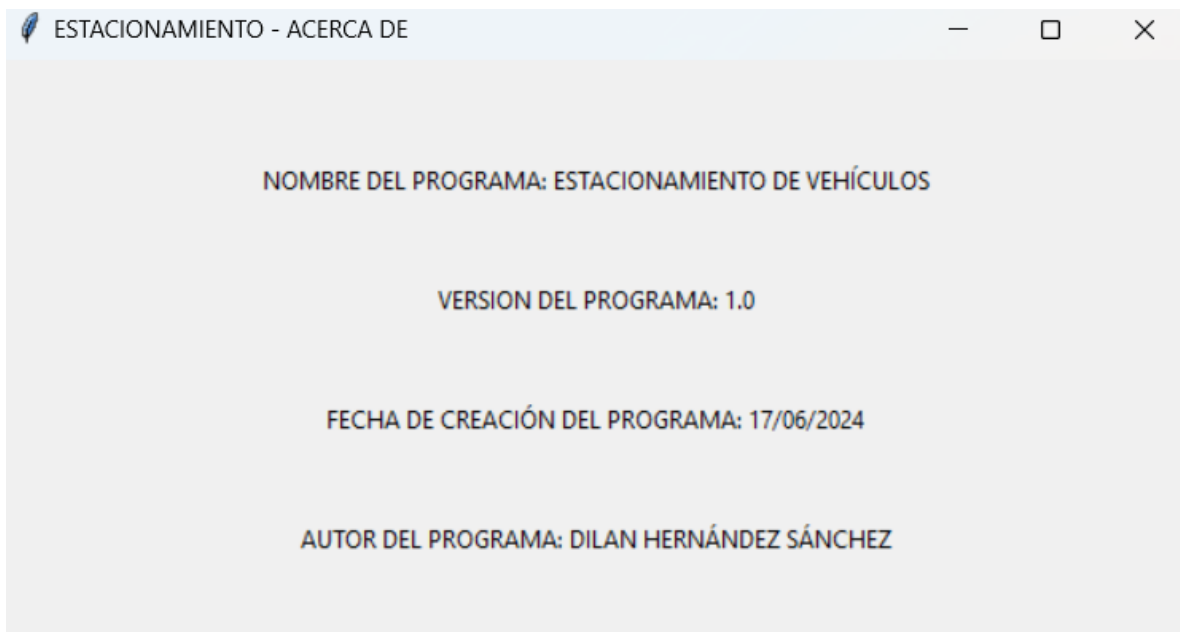 ESTACIONAMIENTO - ACERCA DE
NOMBRE DEL PROGRAMA: ESTACIONAMIENTO DE VEHÍCULOS
VERSION DEL PROGRAMA: 1.0
FECHA DE CREACIÓN DEL PROGRAMA: 17/06/2024
AUTOR DEL PROGRAMA: DILAN HERNÁNDEZ SÁNCHEZ